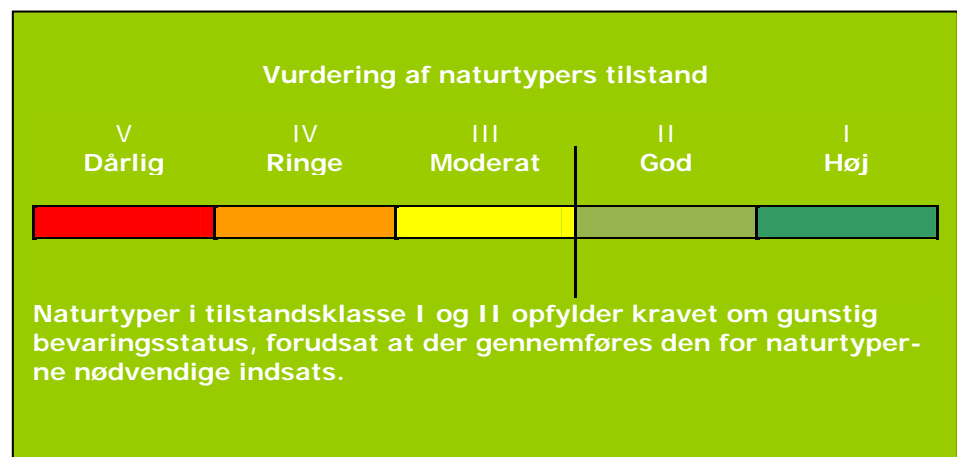 Vurdering af naturtypers tilstand
V IV III II I
Dårlig Ringe Moderat God Høj
Naturtyper i tilstandsklasse I og II opfylder kravet om gunstig
bevaringsstatus, forudsat at der gennemføres den for naturtyper-
ne nødvendige indsats.